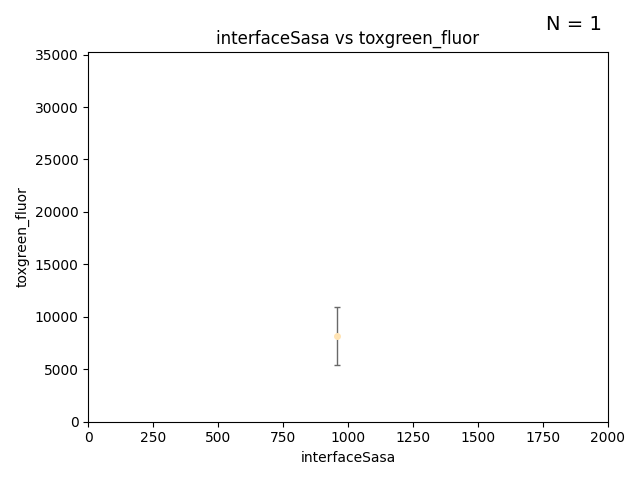 N = 1
interfaceSasa vs toxgreen_fluor
35000
30000
25000
20000
15000
10000
5000
0
toxgreen_fluor
0 250 500 750 1000 1250 1500 1750 2000
interfaceSasa